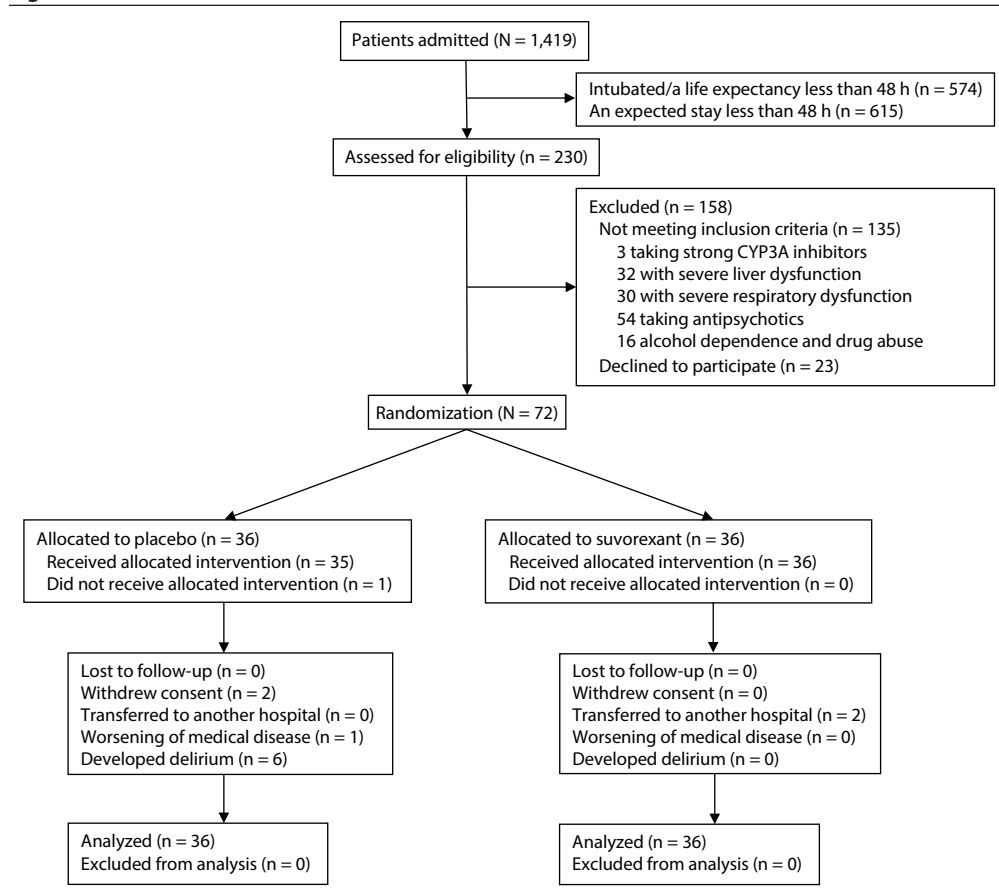 Patients admitted (N = 1,419)
Intubated/a life expectancy less than 48 h (n = 574)
An expected stay less than 48 h (n = 615)
Assessed for eligibility (n = 230)
Excluded (n = 158)
Not meeting inclusion criteria (n = 135)
3 taking strong CYP3A inhibitors
32 with severe liver dysfunction
30 with severe respiratory dysfunction
54 taking antipsychotics
16 alcohol dependence and drug abuse
Declined to participate (n = 23)
Randomization (N = 72)
Allocated to placebo (n = 36)
Received allocated intervention (n = 35)
Did not receive allocated intervention (n = 1)
Allocated to suvorexant (n = 36)
Received allocated intervention (n = 36)
Did not receive allocated intervention (n = 0)
Lost to follow-up (n = 0)
Withdrew consent (n = 2)
Transferred to another hospital (n = 0)
Worsening of medical disease (n = 1)
Developed delirium (n = 6)
Lost to follow-up (n = 0)
Withdrew consent (n = 0)
Transferred to another hospital (n = 2)
Worsening of medical disease (n = 0)
Developed delirium (n = 0)
Analyzed (n = 36)
Excluded from analysis (n = 0)
Analyzed (n = 36)
Excluded from analysis (n = 0)